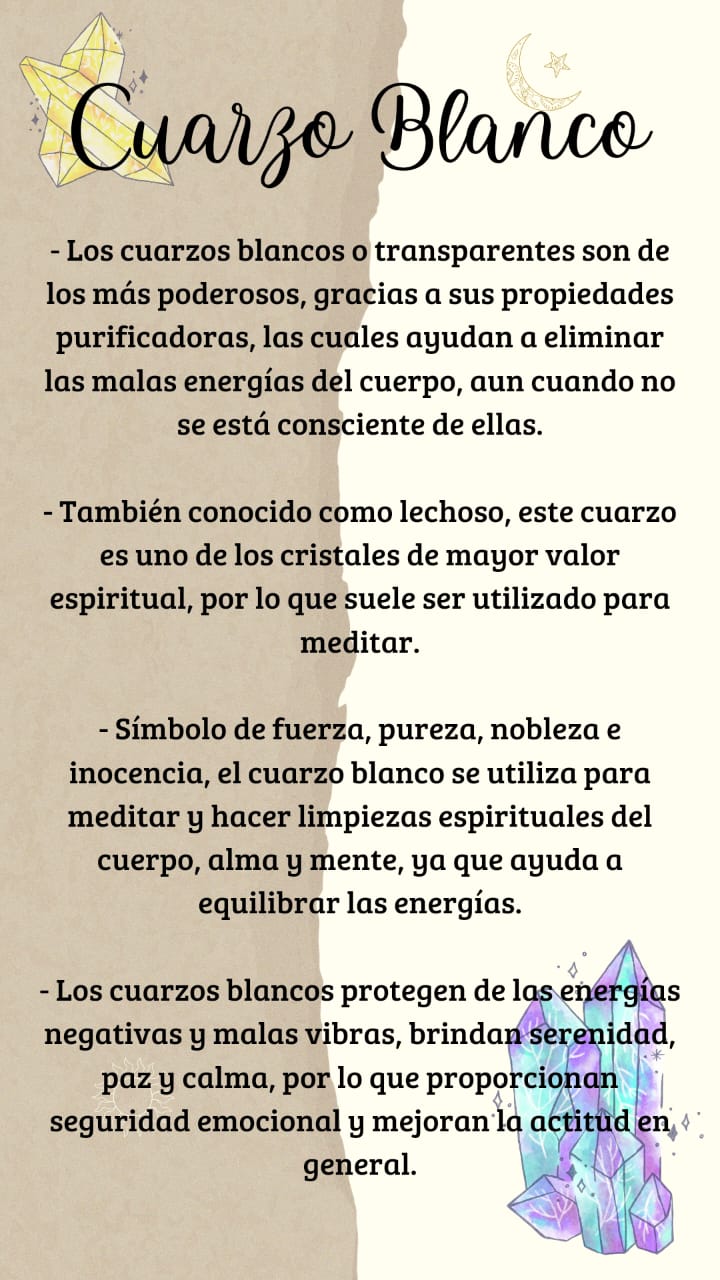 Cuarzo Blanco
- Los cuarzos blancos o transparentes son de
los más poderosos, gracias a sus propiedades
purificadoras, las cuales ayudan a eliminar
las malas energías del cuerpo, aun cuando no
se está consciente de ellas.
- También conocido como lechoso, este cuarzo
es uno de los cristales de mayor valor
espiritual, por lo que suele ser utilizado para
meditar.
- Símbolo de fuerza, pureza, nobleza e
inocencia, el cuarzo blanco se utiliza para
meditar y hacer limpiezas espirituales del
cuerpo, alma y mente, ya que ayuda a
equilibrar las energías.
- Los cuarzos blancos protegen de las energías
negativas y malas vibras, brindan serenidad,
paz y calma, por lo que proporcionan
seguridad emocional y mejoran la actitud en
general.